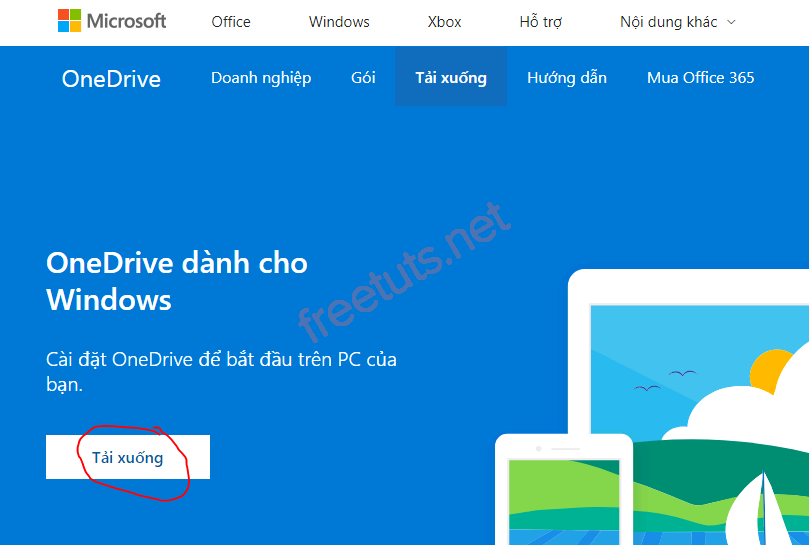 Microsoft Office Windows Xbox Hỗ trợ Nội dung khác
OneDrive Doanh nghiệp Gói Tải xuống Hướng dẫn Mua Office 365
freetuts.net
OneDrive dành cho
Windows
Cài đặt OneDrive để bắt đầu trên PC của
bạn.
Tải xuống